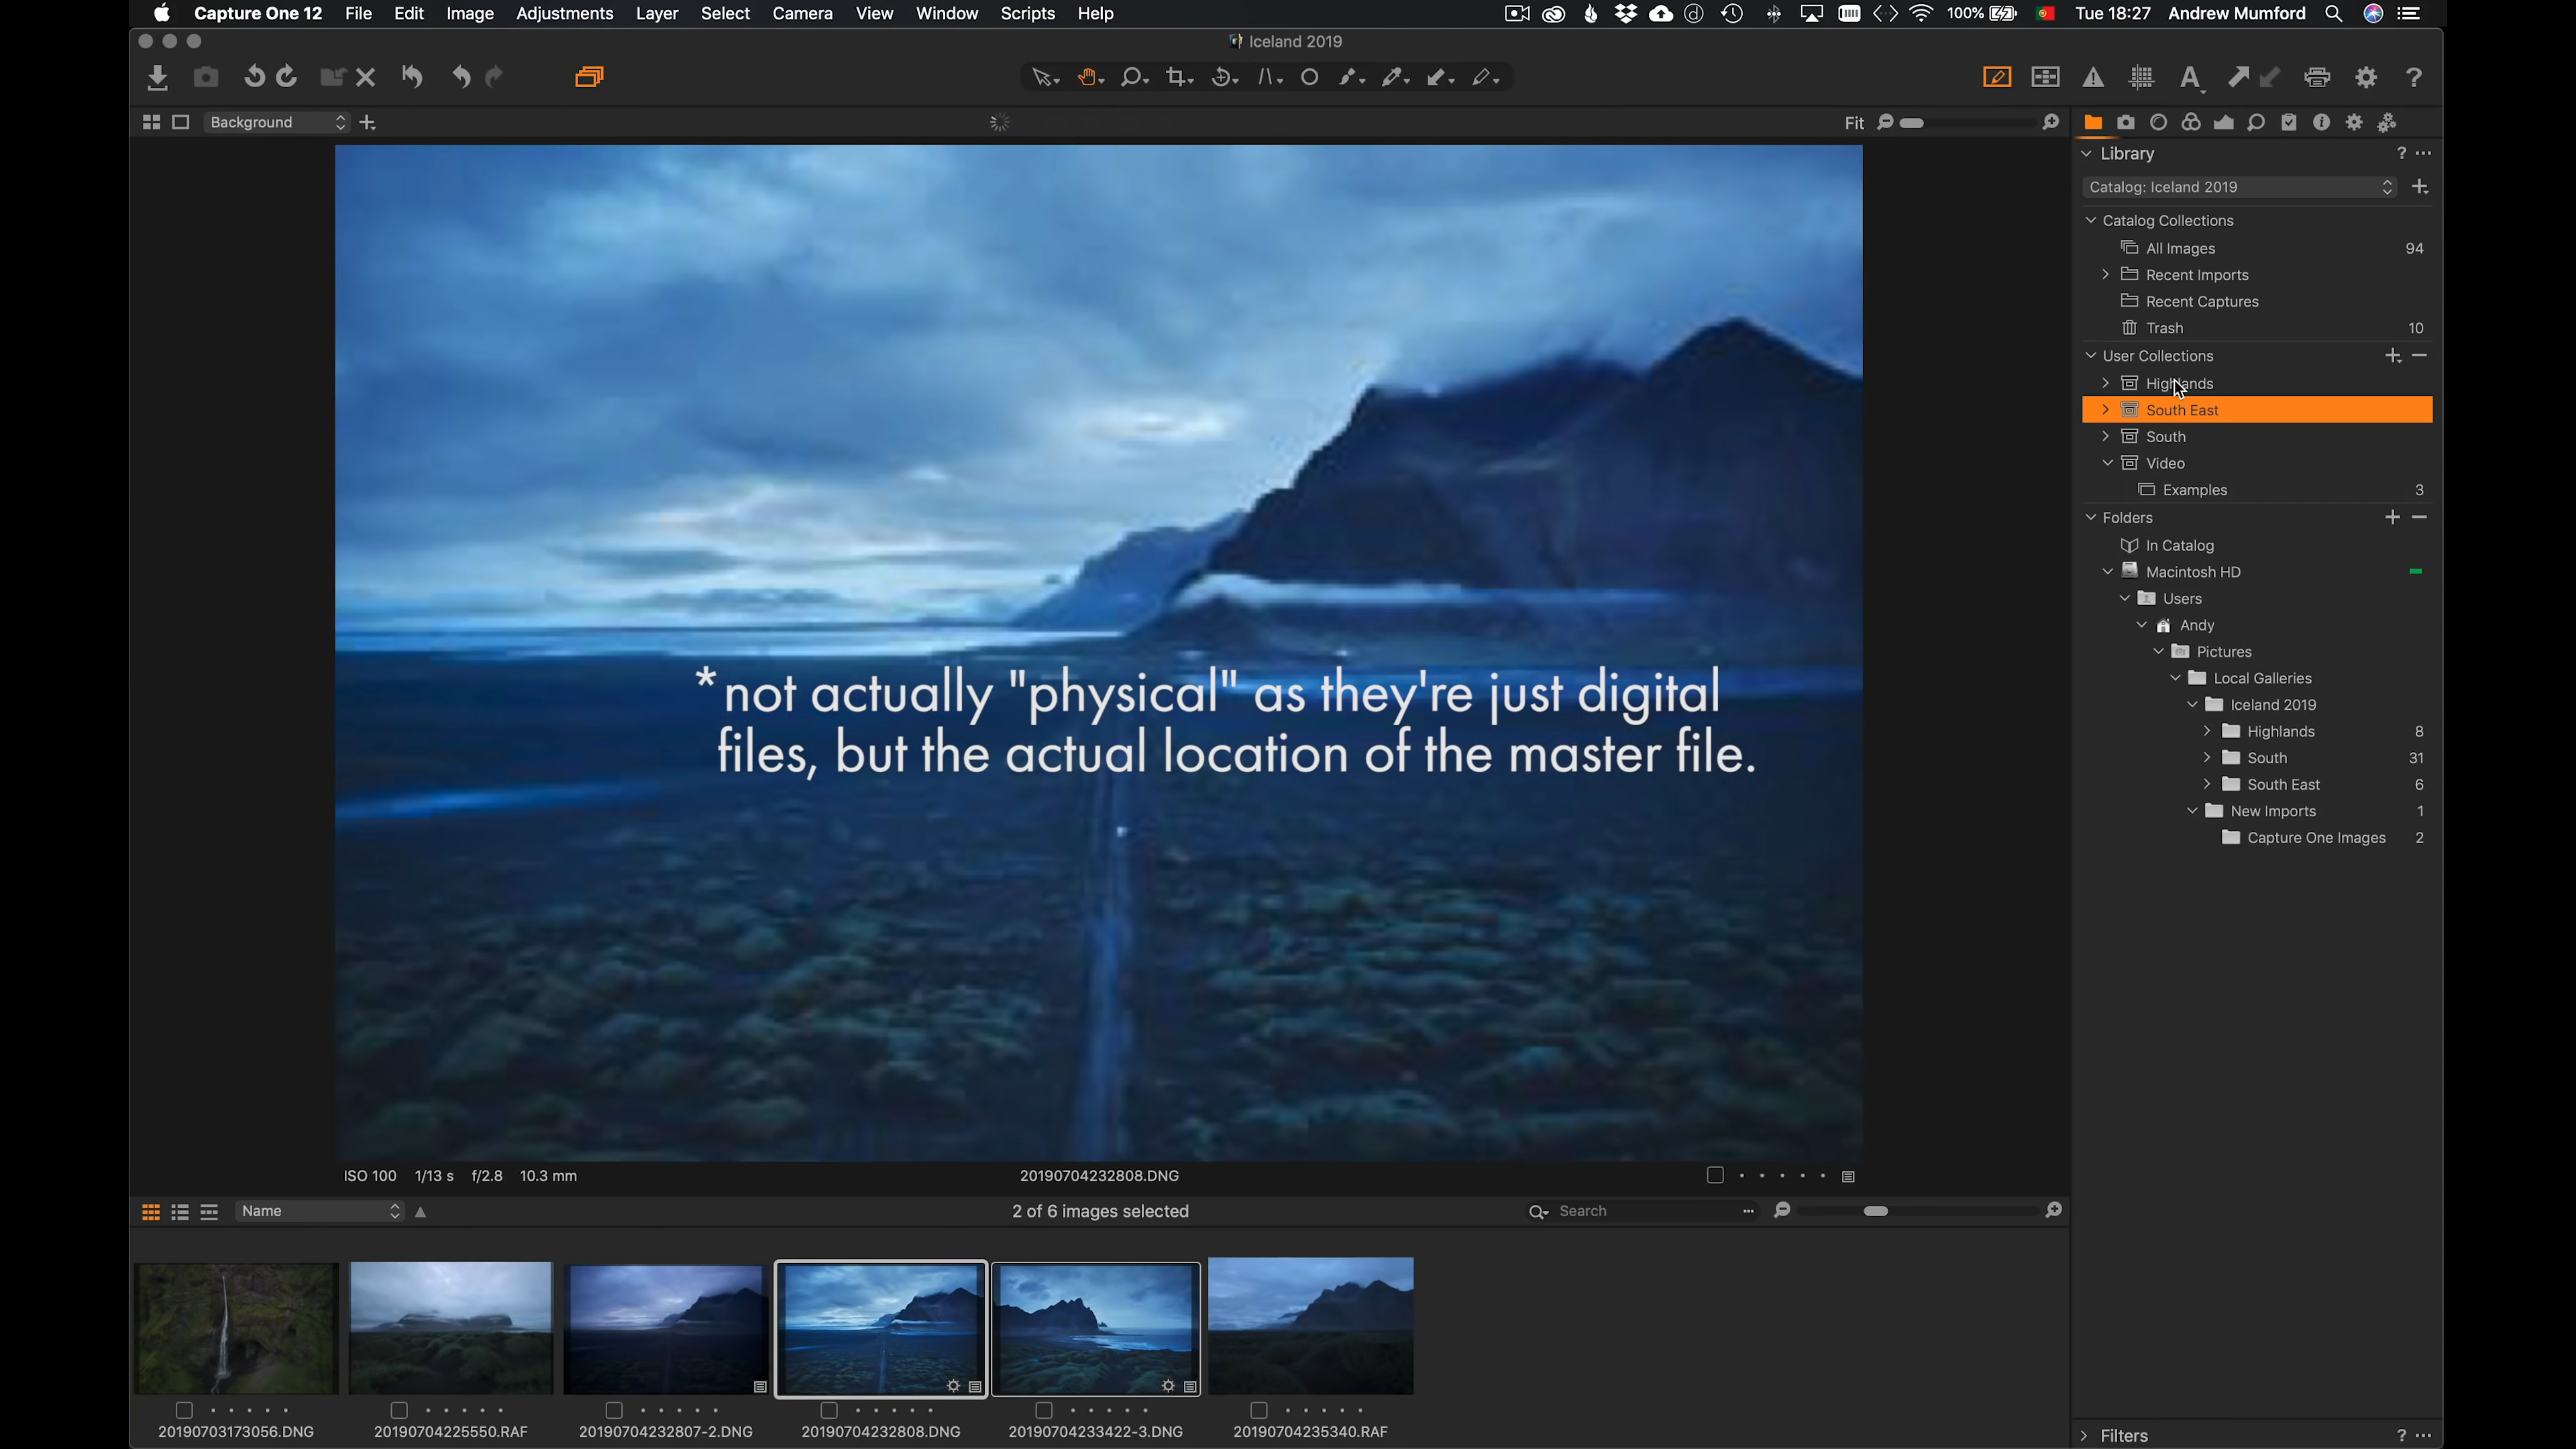 Capture One 12 File Edit Image Adjustments Layer Select Camera View Window Scripts Help 100% Tue 18:27 Andrew Mumford
Iceland 2019
Background Fit
Library
Catalog: Iceland 2019
Catalog Collections
All Images 94
Recent Imports
Recent Captures
Trash 10
User Collections
Highlands
South East
South
Video
Examples 3
Folders
In Catalog
Macintosh HD
Users
Andy
Pictures
Local Galleries
Iceland 2019
Highlands 8
South 31
South East 6
New Imports 1
Capture One Images 2
*not actually "physical" as they're just digital
files, but the actual location of the master file.
ISO 100 1/13 s f/2.8 10.3 mm 20190704232808.DNG
Name 2 of 6 images selected Search
20190703173056.DNG 20190704225550.RAF 20190704232807-2.DNG 20190704232808.DNG 20190704233422-3.DNG 20190704235340.RAF
Filters